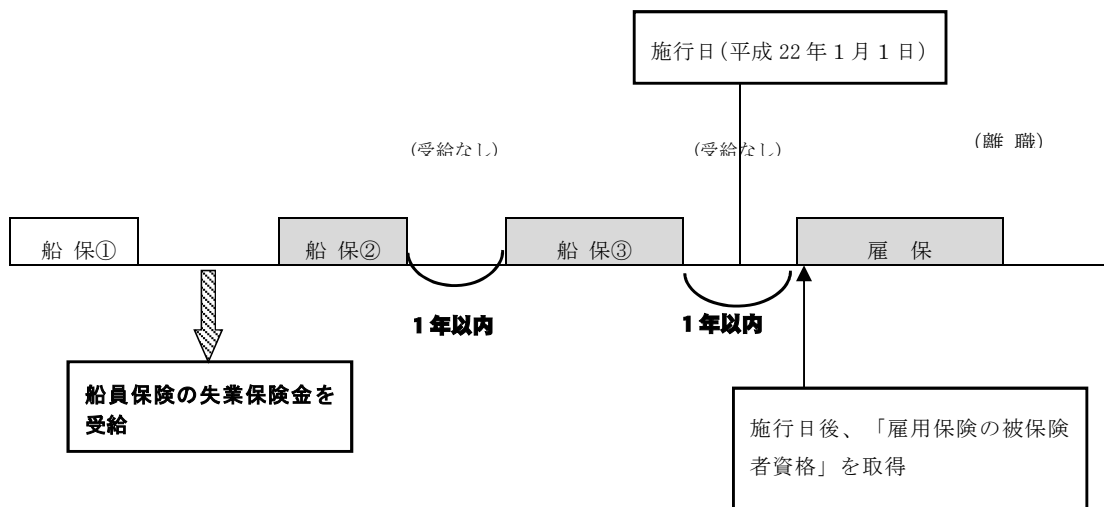 施行日(平成 22 年 1 月 1 日)
(受給なし)
(受給なし)
(離 職)
船 保①
船 保②
船 保③
雇 保
1 年以内
1 年以内
船員保険の失業保険金を
受給
施行日後、「雇用保険の被保険
者資格」を取得